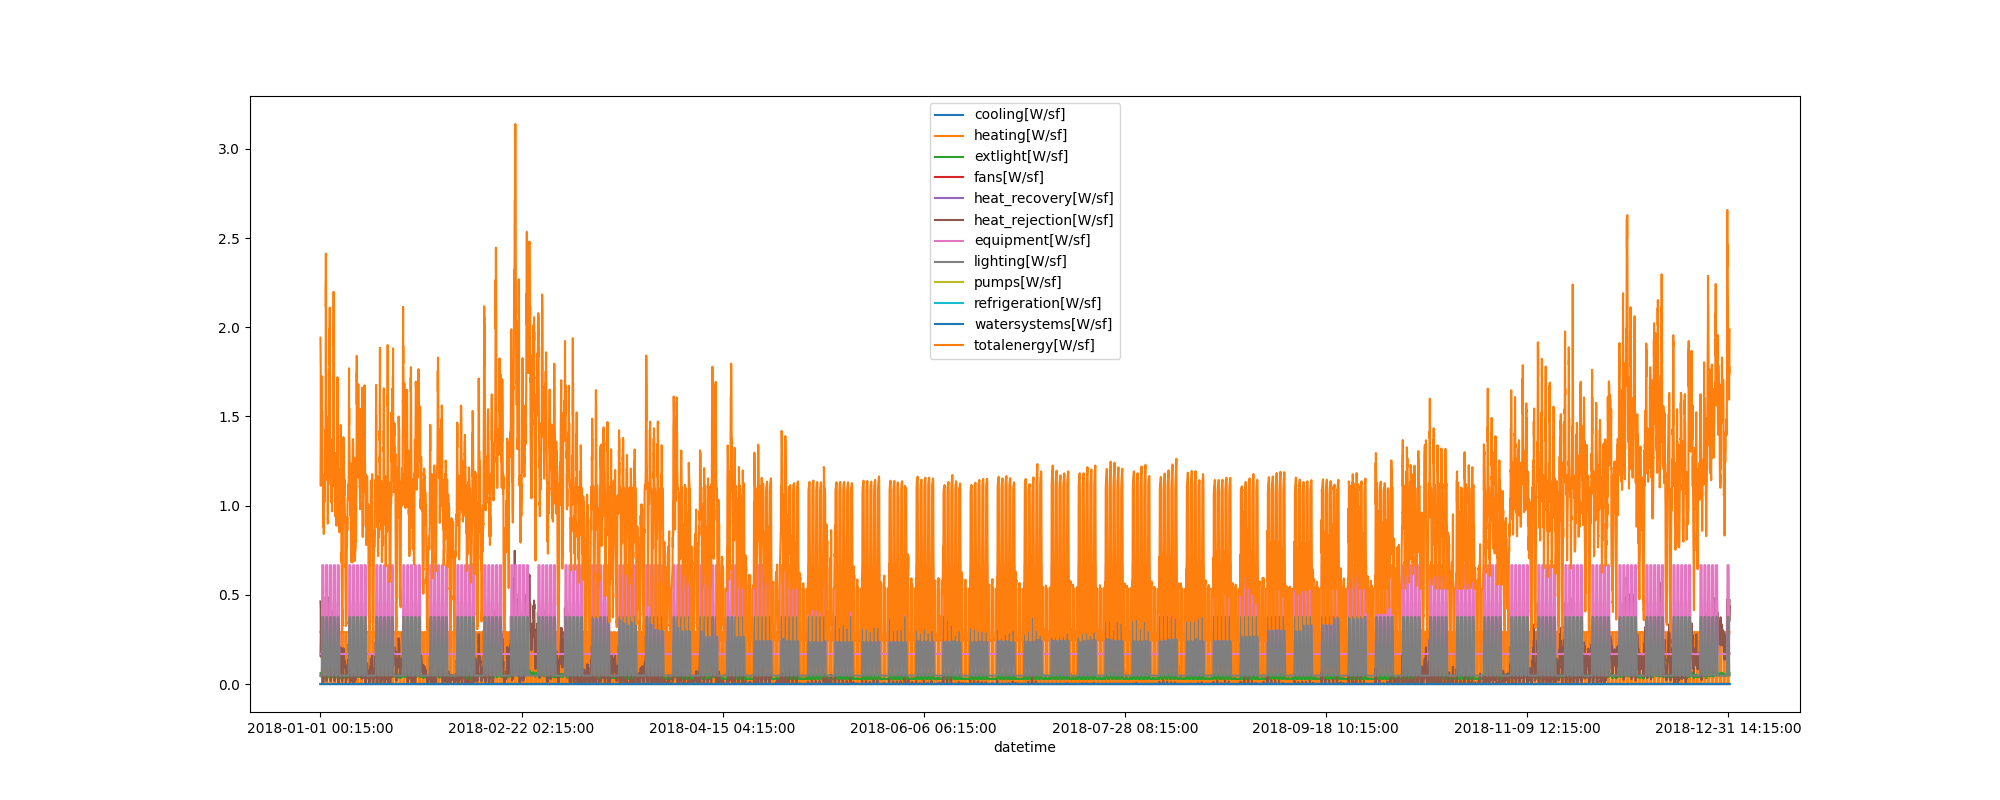 cooling[W/sf]
heating[W/sf]
extlight[W/sf]
fans[W/sf]
heat_recovery[W/sf]
heat_rejection[W/sf]
equipment[W/sf]
lighting[W/sf]
pumps[W/sf]
refrigeration[W/sf]
watersystems[W/sf]
totalenergy[W/sf]
3.0
2.5
2.0
1.5
1.0
0.5
0.0
2018-01-01 00:15:00
2018-02-22 02:15:00
2018-04-15 04:15:00
2018-06-06 06:15:00
2018-07-28 08:15:00
2018-09-18 10:15:00
2018-11-09 12:15:00
2018-12-31 14:15:00
datetime